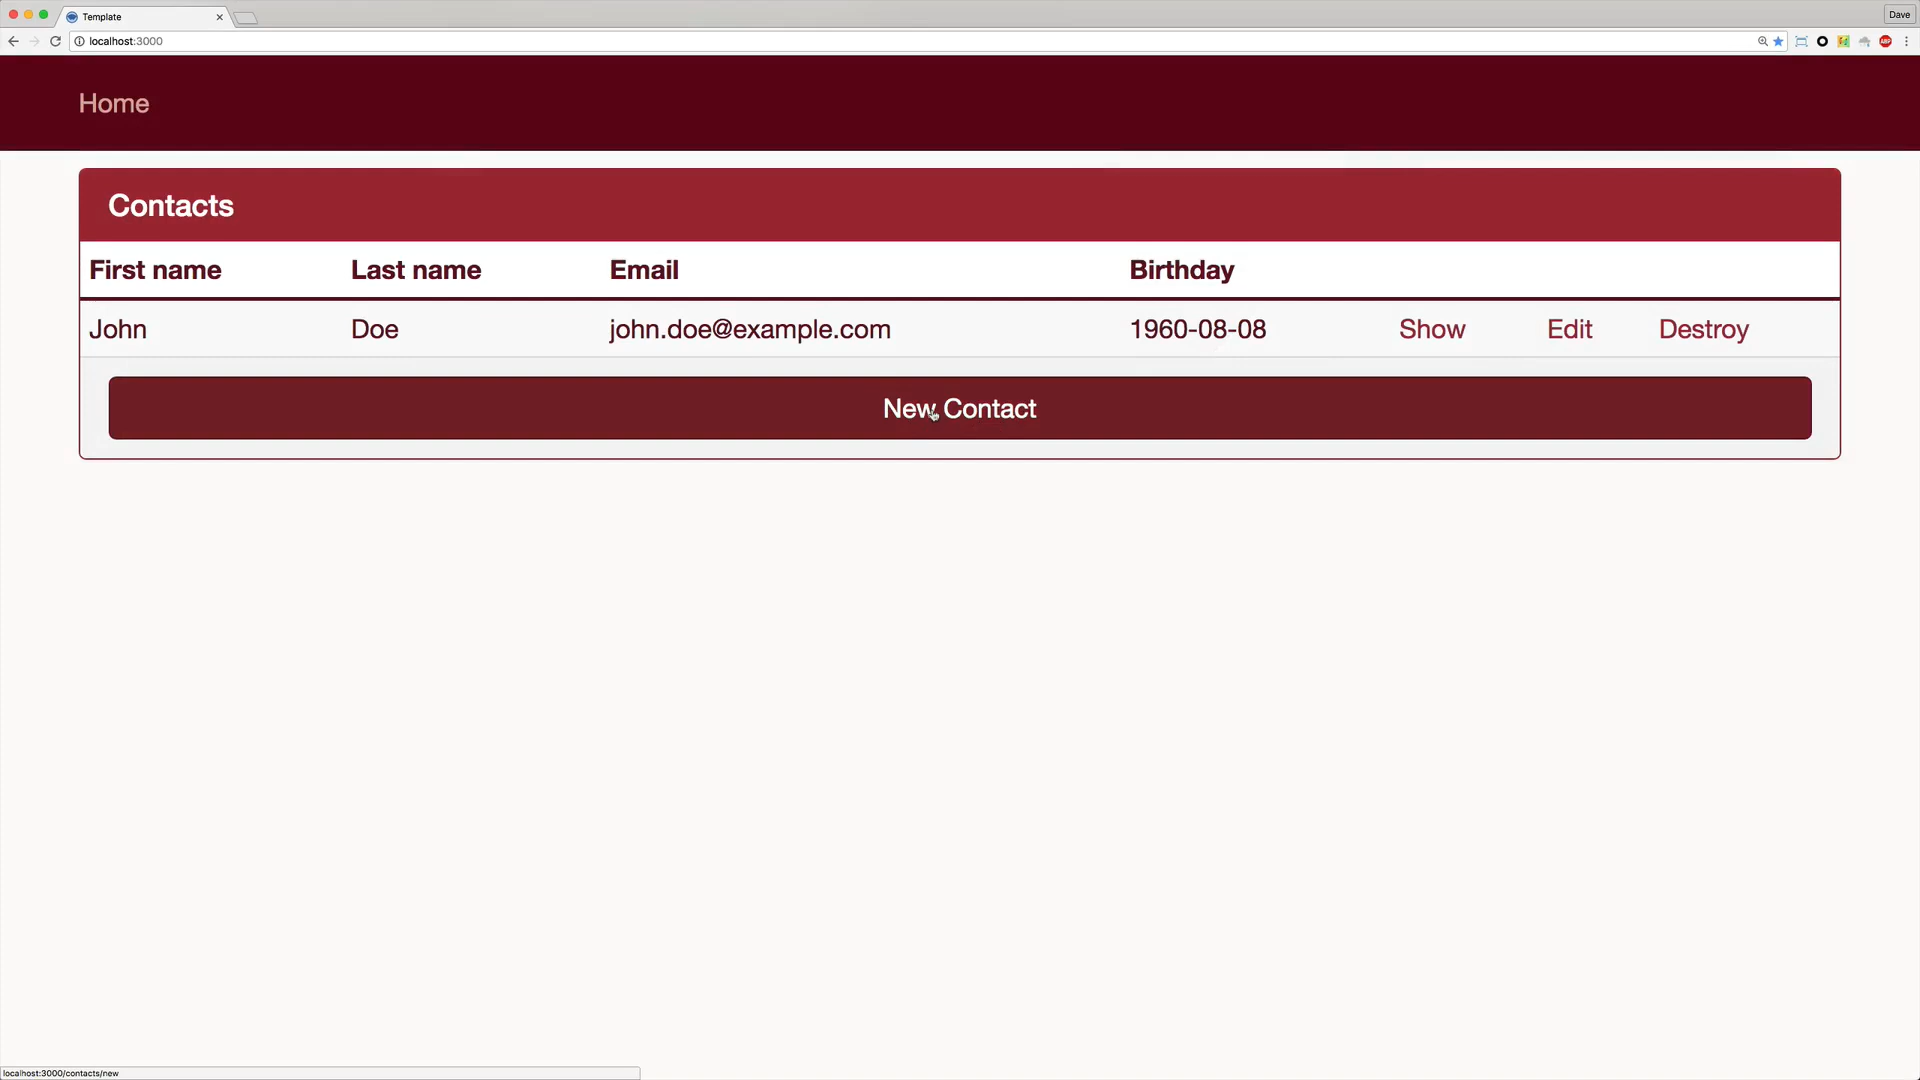 Template
Dave
localhost:3000
Home
Contacts
First name Last name Email Birthday
John Doe john.doe@example.com 1960-08-08 Show Edit Destroy
New Contact
localhost:3000/contacts/new